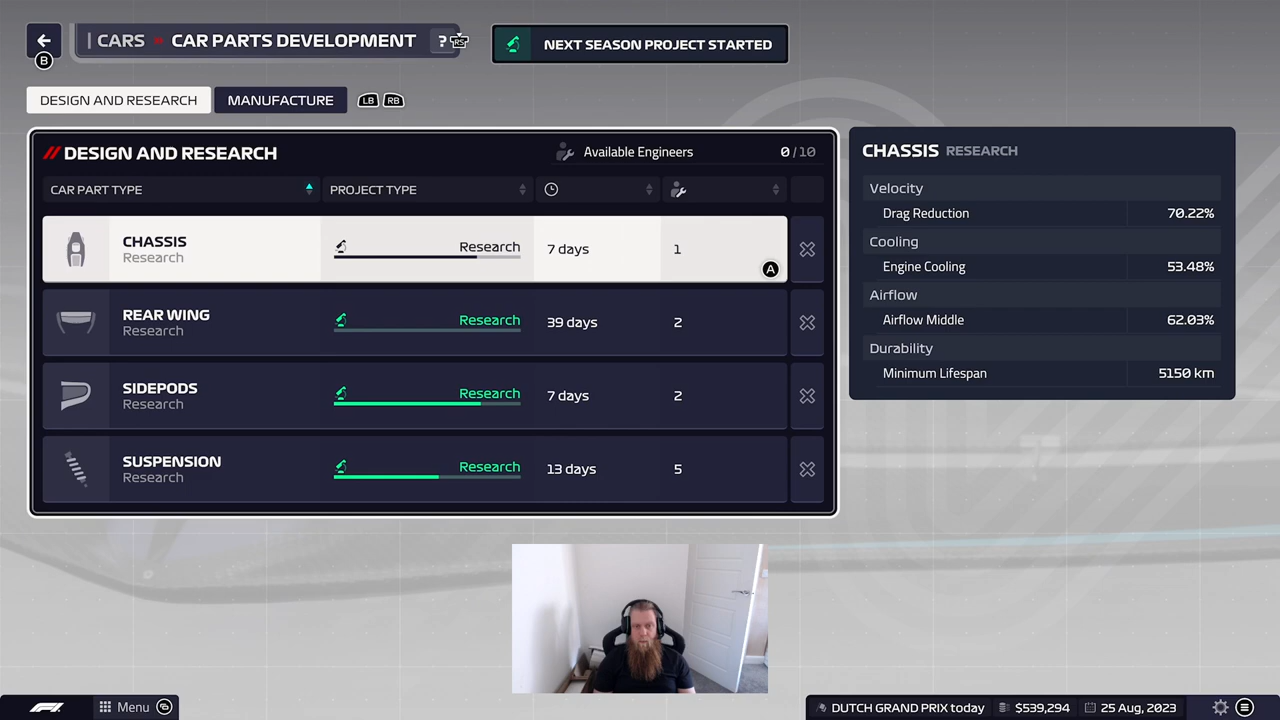 CARS CAR PARTS DEVELOPMENT ? RS
B
NEXT SEASON PROJECT STARTED
DESIGN AND RESEARCH MANUFACTURE LB RB
DESIGN AND RESEARCH Available Engineers 0/10
CAR PART TYPE PROJECT TYPE
CHASSIS
Research
Research 7 days 1
A
REAR WING
Research
Research 39 days 2
SIDEPODS
Research
Research 7 days 2
SUSPENSION
Research
Research 13 days 5
CHASSIS RESEARCH
Velocity
Drag Reduction 70.22%
Cooling
Engine Cooling 53.48%
Airflow
Airflow Middle 62.03%
Durability
Minimum Lifespan 5150 km
F1 Menu
DUTCH GRAND PRIX today $539,294 25 Aug, 2023